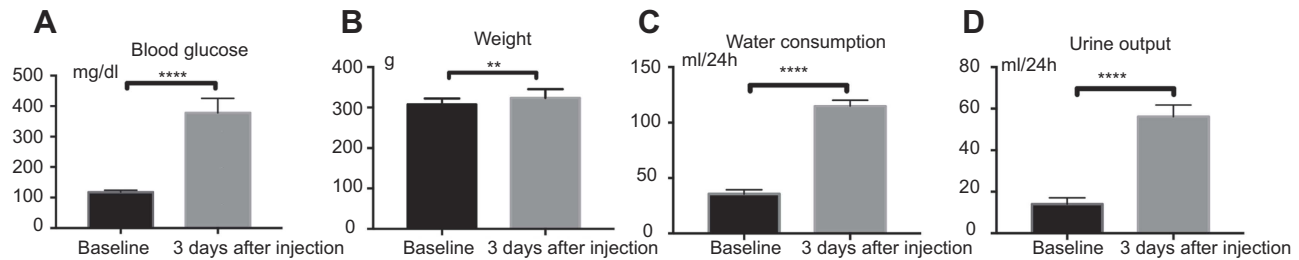 A
Blood glucose
mg/dl
****
500
400
300
200
100
0
Baseline 3 days after injection
B
Weight
g
**
400
300
200
100
0
Baseline 3 days after injection
C
Water consumption
ml/24h
****
150
100
50
0
Baseline 3 days after injection
D
Urine output
ml/24h
****
80
60
40
20
0
Baseline 3 days after injection